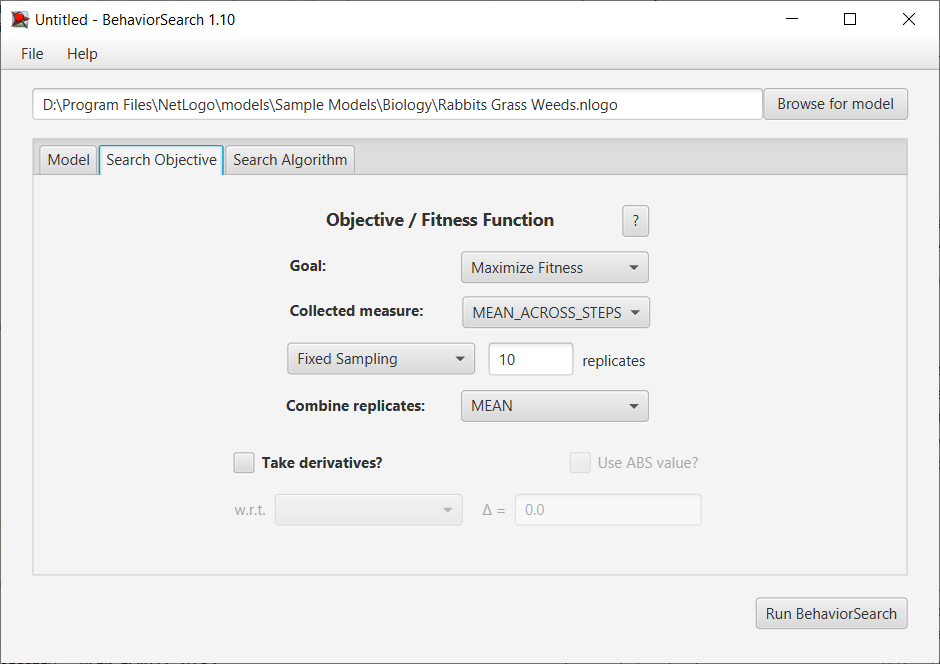 Untitled - BehaviorSearch 1.10
File Help
D:\Program Files\NetLogo\models\Sample Models\Biology\Rabbits Grass Weeds.nlogo Browse for model
Model Search Objective Search Algorithm
Objective / Fitness Function ?
Goal: Maximize Fitness
Collected measure: MEAN_ACROSS_STEPS
Fixed Sampling 10 replicates
Combine replicates: MEAN
Take derivatives? Use ABS value?
w.r.t. Δ = 0.0
Run BehaviorSearch